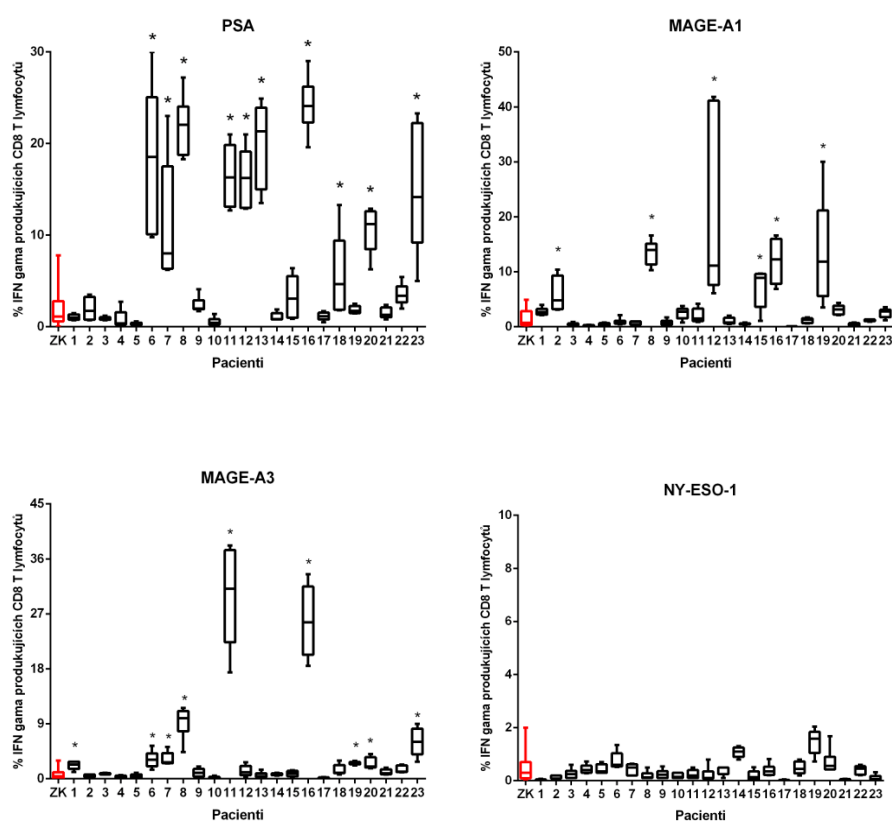 PSA
% IFN gama produkujících CD8 T lymfocytů
30
20
10
0
* * * * * * * * * *
ZK 1 2 3 4 5 6 7 8 9 10 11 12 13 14 15 16 17 18 19 20 21 22 23
Pacienti
MAGE-A1
% IFN gama produkujících CD8 T lymfocytů
50
40
30
20
10
0
* * * * * *
ZK 1 2 3 4 5 6 7 8 9 10 11 12 13 14 15 16 17 18 19 20 21 22 23
Pacienti
MAGE-A3
% IFN gama produkujících CD8 T lymfocytů
45
36
27
18
9
0
* * * * * * * * *
ZK 1 2 3 4 5 6 7 8 9 10 11 12 13 14 15 16 17 18 19 20 21 22 23
Pacienti
NY-ESO-1
% IFN gama produkujících CD8 T lymfocytů
10
8
6
4
2
0
ZK 1 2 3 4 5 6 7 8 9 10 11 12 13 14 15 16 17 18 19 20 21 22 23
Pacienti